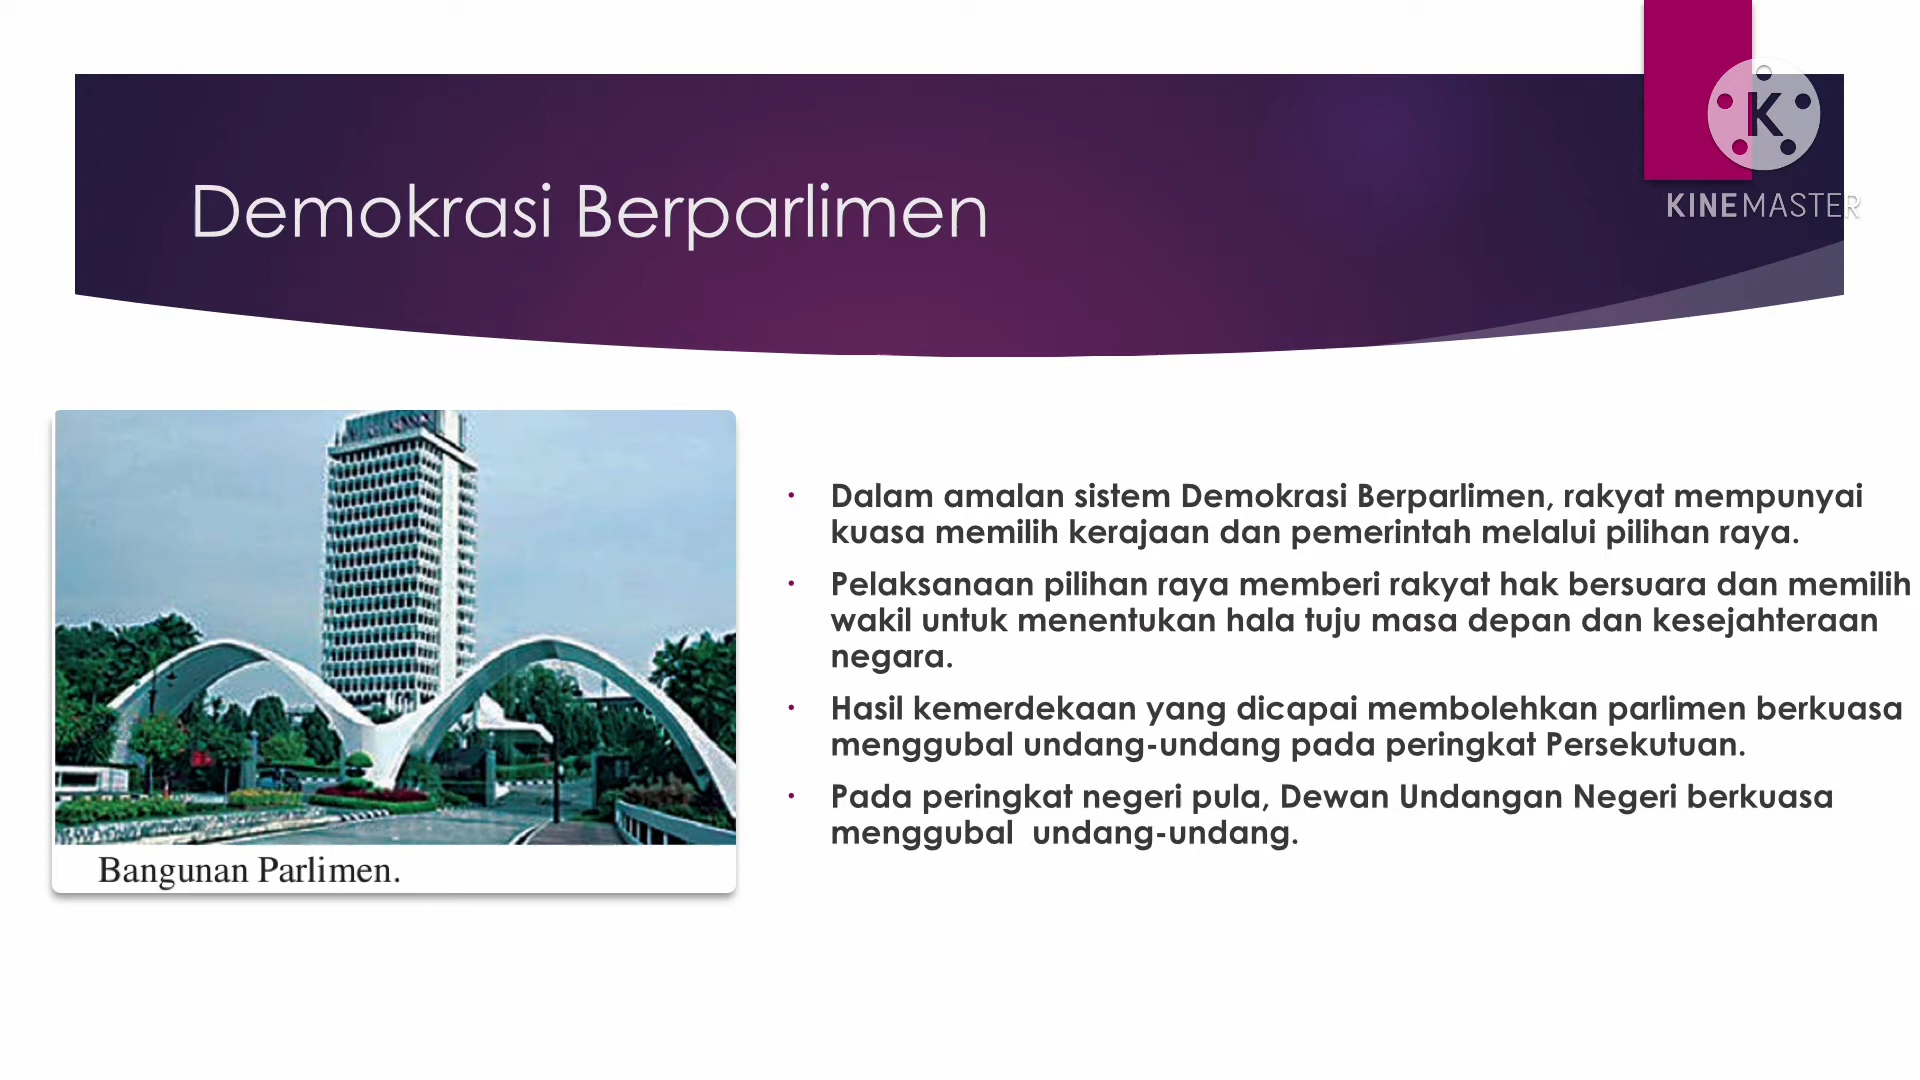 Demokrasi Berparlimen
K
KINEMASTER
• Dalam amalan sistem Demokrasi Berparlimen, rakyat mempunyai
kuasa memilih kerajaan dan pemerintah melalui pilihan raya.
• Pelaksanaan pilihan raya memberi rakyat hak bersuara dan memilih
wakil untuk menentukan hala tuju masa depan dan kesejahteraan
negara.
• Hasil kemerdekaan yang dicapai membolehkan parlimen berkuasa
menggubal undang-undang pada peringkat Persekutuan.
• Pada peringkat negeri pula, Dewan Undangan Negeri berkuasa
menggubal  undang-undang.
Bangunan Parlimen.